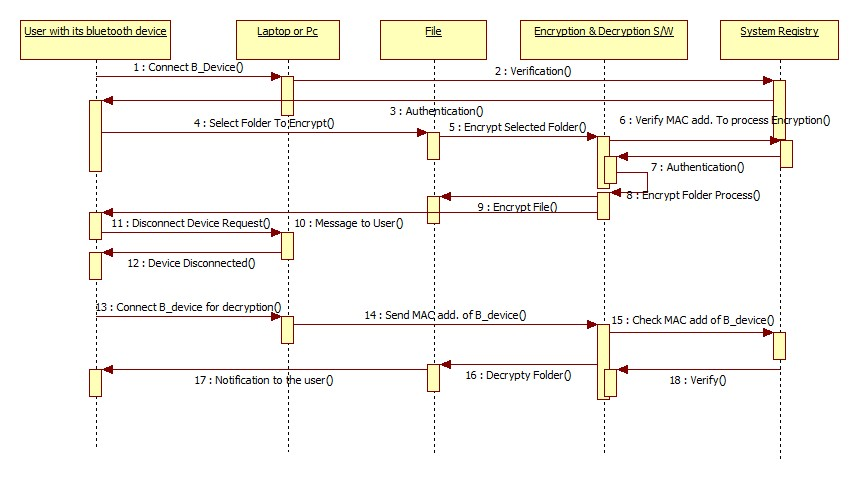 User with its bluetooth device
Laptop or Pc
File
Encryption & Decryption S/W
System Registry
1 : Connect B_Device()
2 : Verification()
3 : Authentication()
4 : Select Folder To Encrypt()
5 : Encrypt Selected Folder()
6 : Verify MAC add. To process Encryption()
7 : Authentication()
8 : Encrypt Folder Process()
9 : Encrypt File()
10 : Message to User()
11 : Disconnect Device Request()
12 : Device Disconnected()
13 : Connect B_device for decryption()
14 : Send MAC add. of B_device()
15 : Check MAC add of B_device()
16 : Decrypty Folder()
17 : Notification to the user()
18 : Verify()